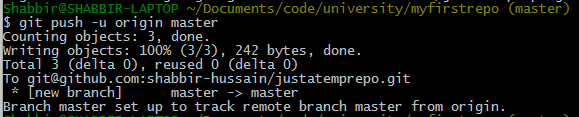 Shabbir@SHABBIR-LAPTOP ~/Documents/code/university/myfirstrepo (master)
$ git push -u origin master
Counting objects: 3, done.
Writing objects: 100% (3/3), 242 bytes, done.
Total 3 (delta 0), reused 0 (delta 0)
To git@github.com:shabbir-hussain/justatemprepo.git
 * [new branch]      master -> master
Branch master set up to track remote branch master from origin.